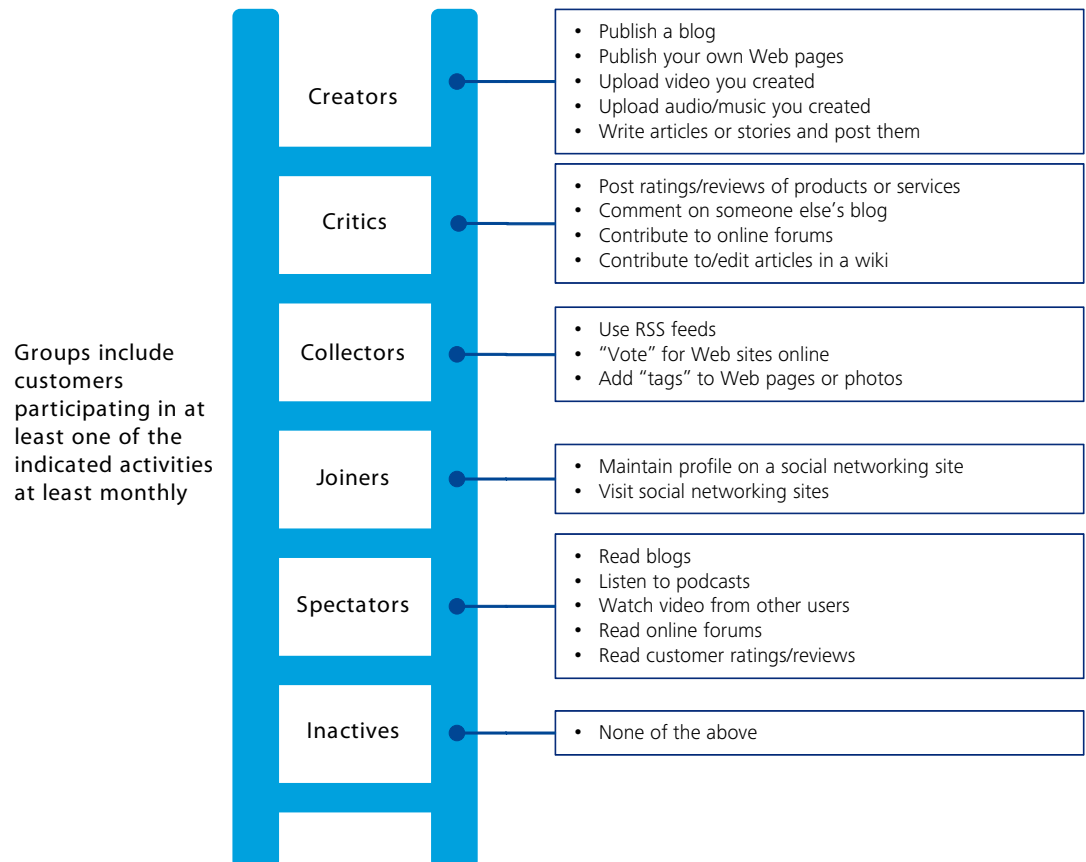 Groups include
customers
participating in at
least one of the
indicated activities
at least monthly
Creators
• Publish a blog
• Publish your own Web pages
• Upload video you created
• Upload audio/music you created
• Write articles or stories and post them
Critics
• Post ratings/reviews of products or services
• Comment on someone else’s blog
• Contribute to online forums
• Contribute to/edit articles in a wiki
Collectors
• Use RSS feeds
• “Vote” for Web sites online
• Add “tags” to Web pages or photos
Joiners
• Maintain profile on a social networking site
• Visit social networking sites
Spectators
• Read blogs
• Listen to podcasts
• Watch video from other users
• Read online forums
• Read customer ratings/reviews
Inactives
• None of the above